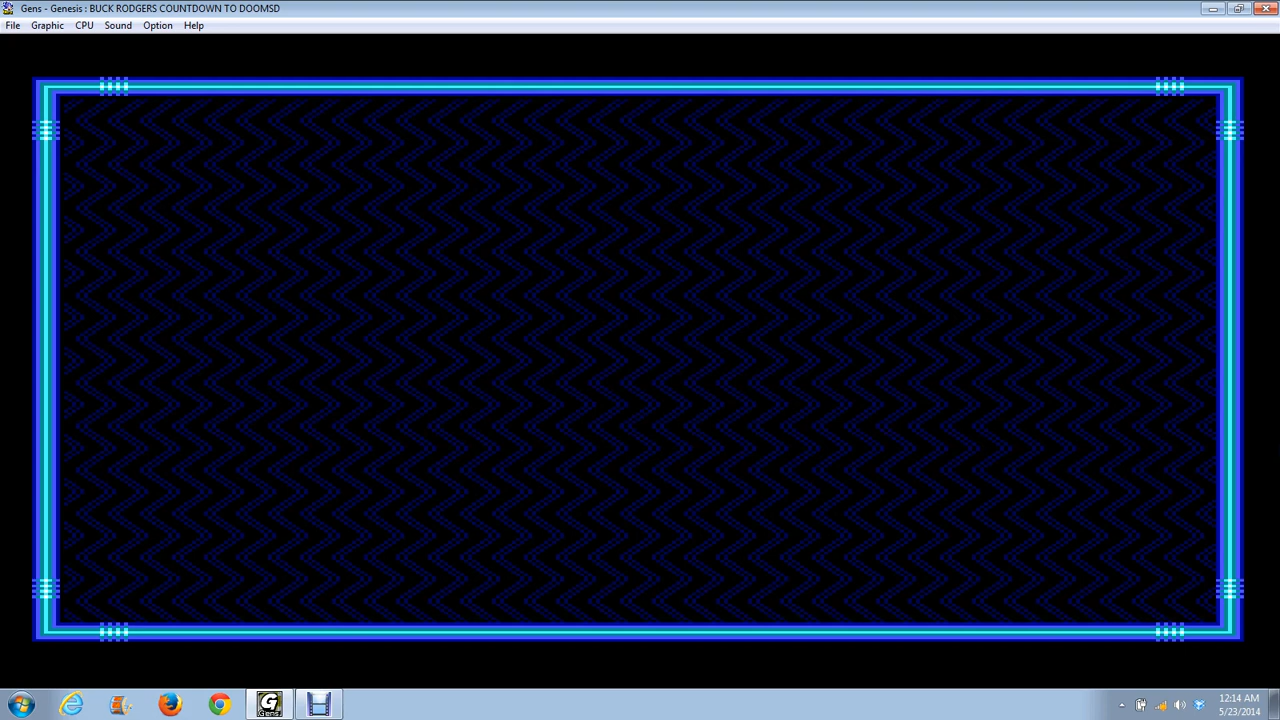 Gens - Genesis : BUCK RODGERS COUNTDOWN TO DOOMSD
File Graphic CPU Sound Option Help
Gens
12:14 AM
5/23/2014